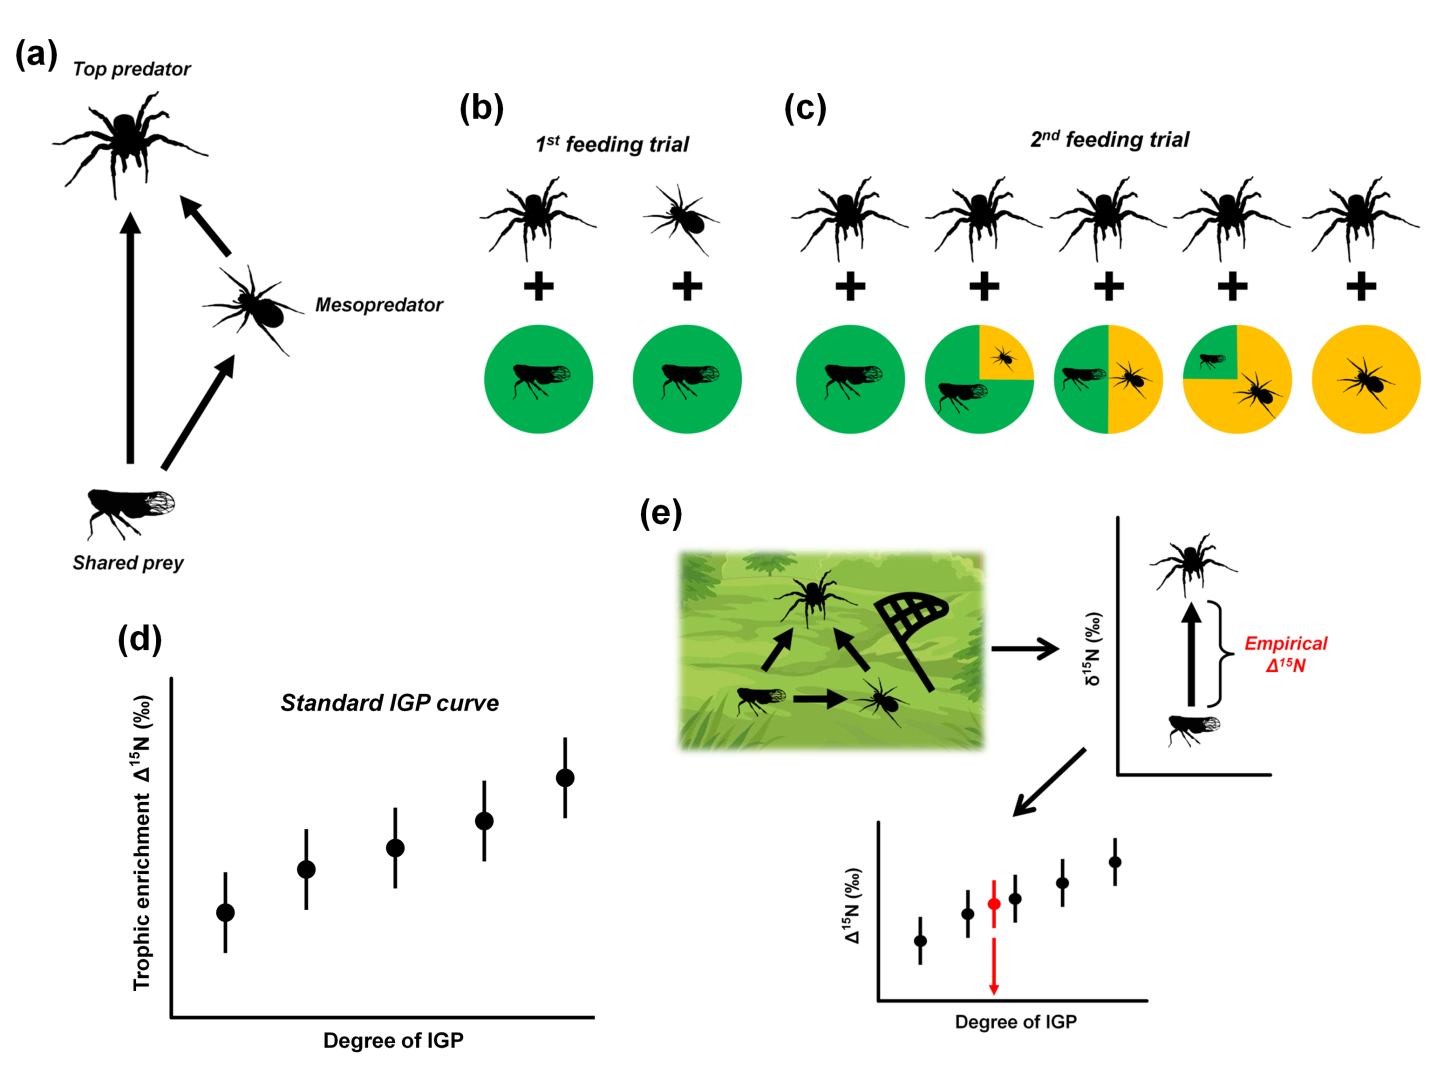 (a)
Top predator
Mesopredator
Shared prey
(b)
1st feeding trial
(c)
2nd feeding trial
(d)
Standard IGP curve
Trophic enrichment Δ15N (‰)
Degree of IGP
(e)
δ15N (‰)
Empirical
Δ15N
Δ15N (‰)
Degree of IGP